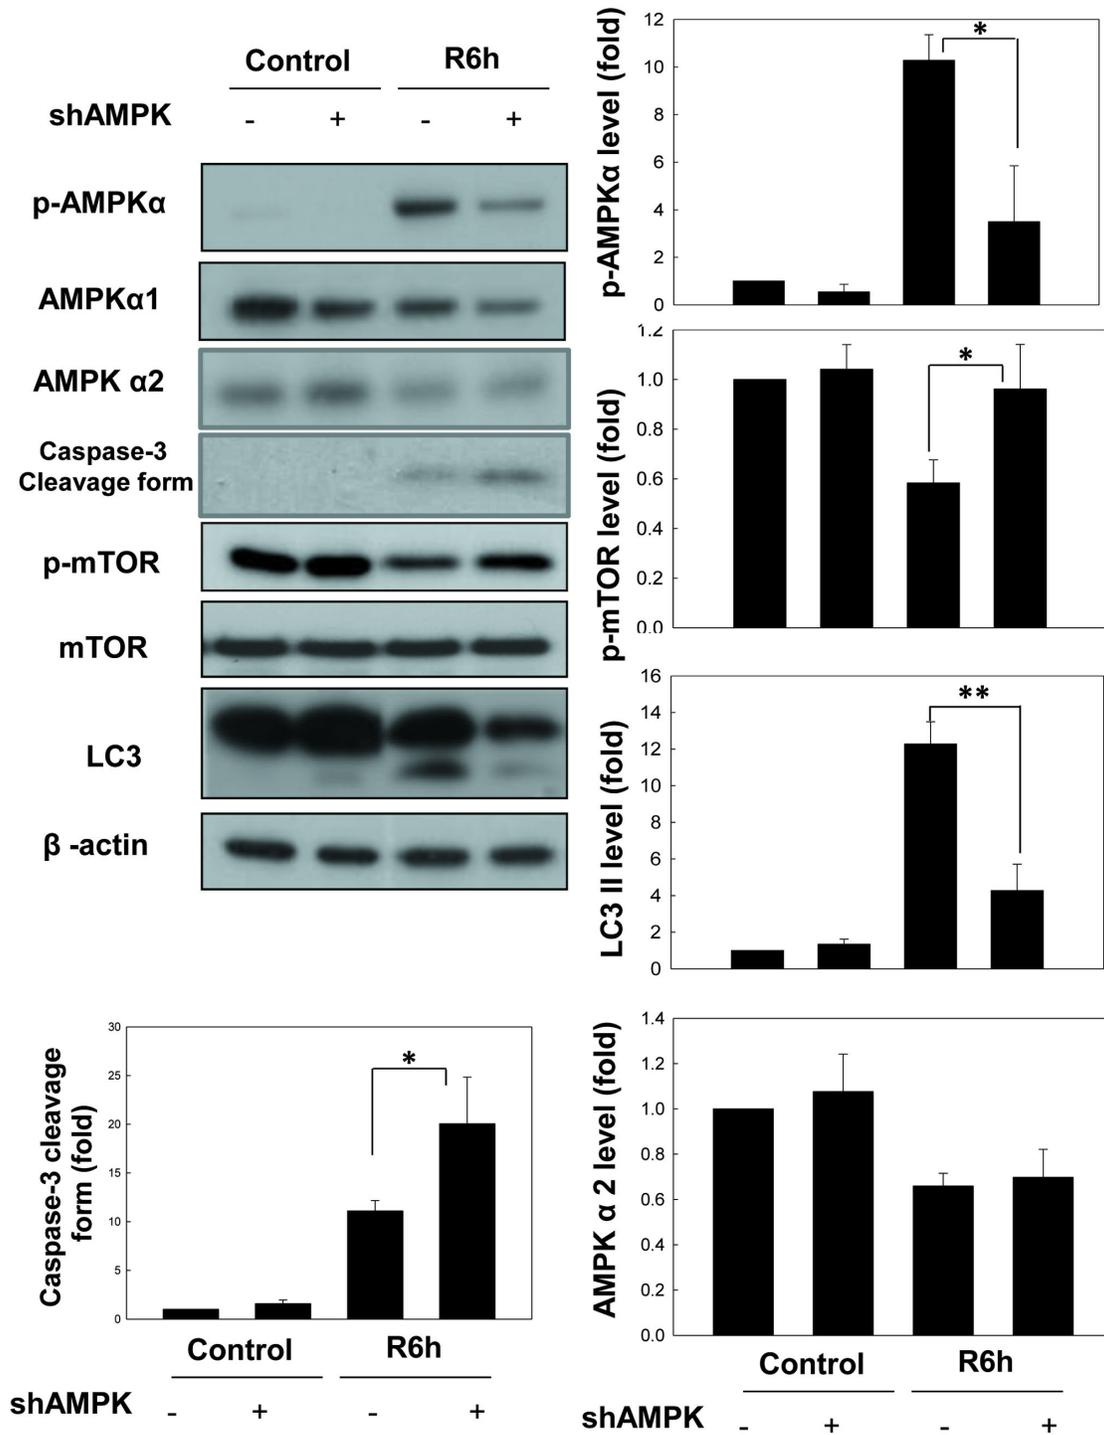 Control R6h
shAMPK - + - +
p-AMPKα
AMPKα1
AMPK α2
Caspase-3
Cleavage form
p-mTOR
mTOR
LC3
β -actin
p-AMPKα level (fold)
12
10
8
6
4
2
0
*
p-mTOR level (fold)
1.2
1.0
0.8
0.6
0.4
0.2
0.0
*
LC3 II level (fold)
16
14
12
10
8
6
4
2
0
**
Caspase-3 cleavage
form (fold)
30
25
20
15
10
5
0
*
Control R6h
shAMPK - + - +
AMPK α 2 level (fold)
1.4
1.2
1.0
0.8
0.6
0.4
0.2
0.0
Control R6h
shAMPK - + - +